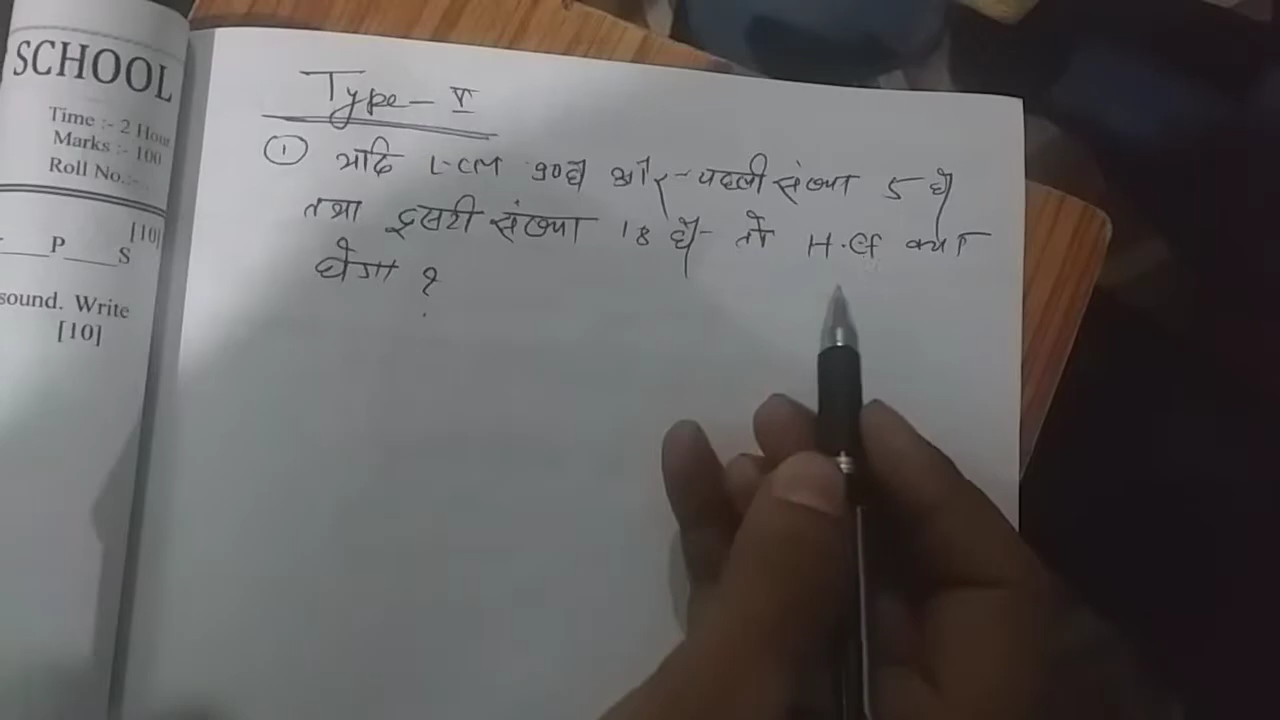 SCHOOL
Time :- 2 Hour
Marks :- 100
Roll No.:-
[10]
P____S
sound. Write
[10]
Type - V
① यदि L.CM 90 है और पहली संख्या 5 है
तथा दूसरी संख्या 18 है तो H.Cf क्या
होगा ?